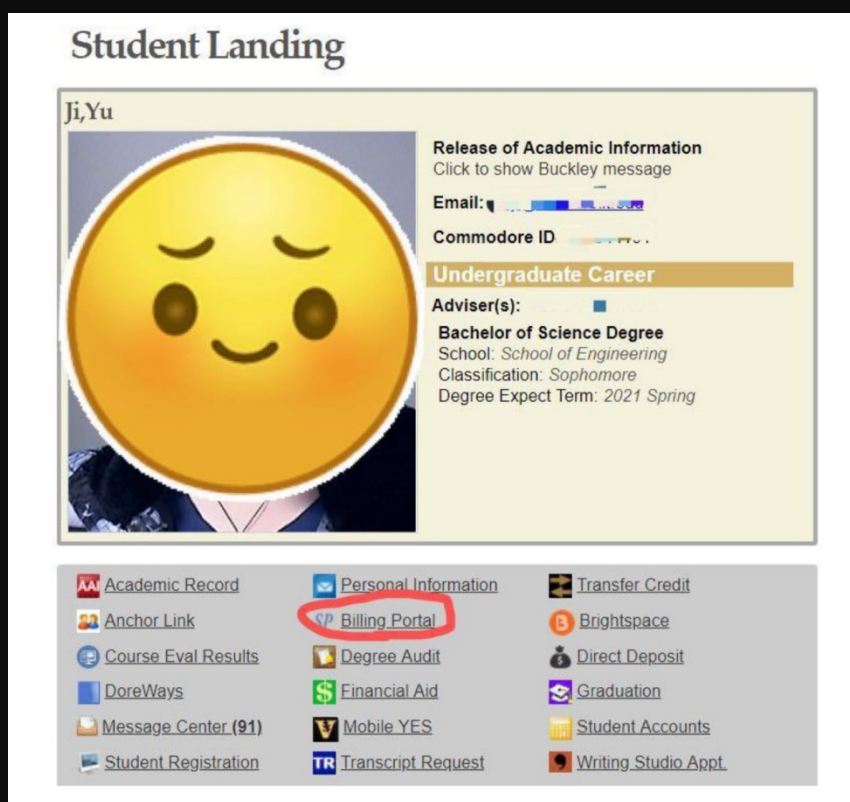 Student Landing
Ji,Yu
Release of Academic Information
Click to show Buckley message
Email:
Commodore ID
Undergraduate Career
Adviser(s):
Bachelor of Science Degree
School: School of Engineering
Classification: Sophomore
Degree Expect Term: 2021 Spring
AAI Academic Record Personal Information Transfer Credit
Anchor Link SP Billing Portal B Brightspace
Course Eval Results Degree Audit $ Direct Deposit
DoreWays $ Financial Aid Graduation
Message Center (91) V Mobile YES Student Accounts
Student Registration TR Transcript Request Writing Studio Appt.